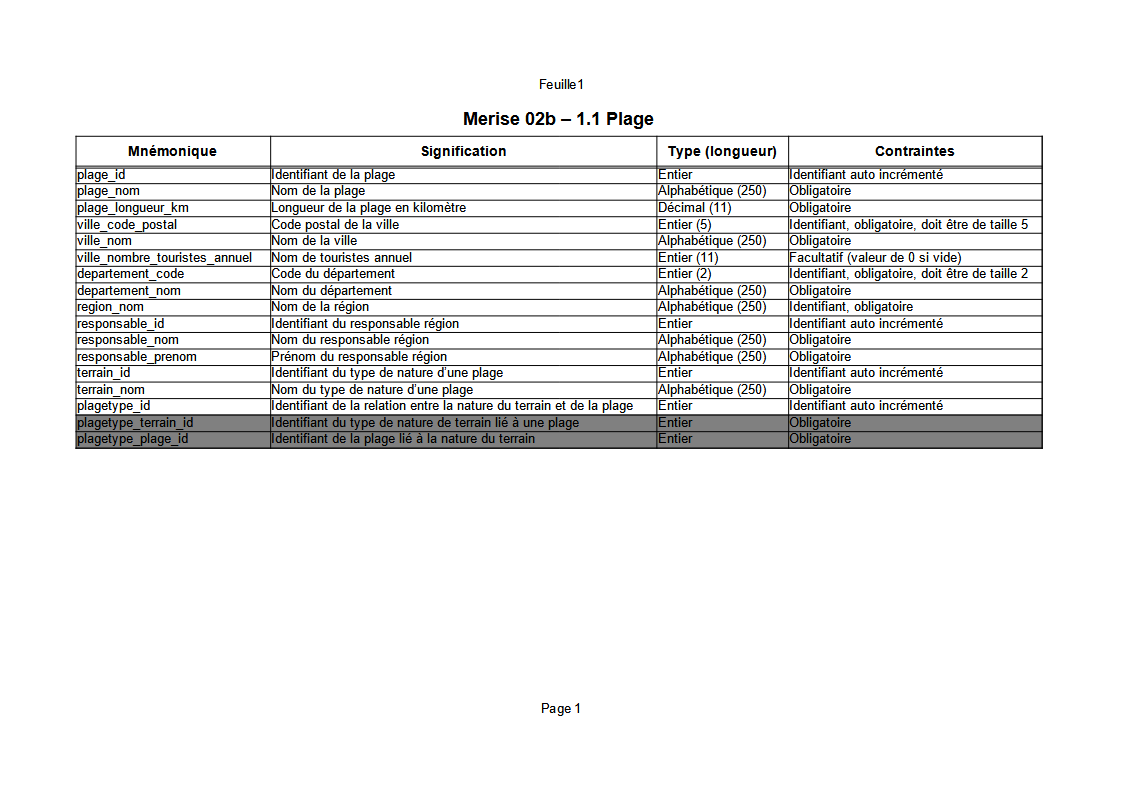 Feuille1
Merise 02b – 1.1 Plage
Mnémonique Signification Type (longueur) Contraintes
plage_id Identifiant de la plage Entier Identifiant auto incrémenté
plage_nom Nom de la plage Alphabétique (250) Obligatoire
plage_longueur_km Longueur de la plage en kilomètre Décimal (11) Obligatoire
ville_code_postal Code postal de la ville Entier (5) Identifiant, obligatoire, doit être de taille 5
ville_nom Nom de la ville Alphabétique (250) Obligatoire
ville_nombre_touristes_annuel Nom de touristes annuel Entier (11) Facultatif (valeur de 0 si vide)
departement_code Code du département Entier (2) Identifiant, obligatoire, doit être de taille 2
departement_nom Nom du département Alphabétique (250) Obligatoire
region_nom Nom de la région Alphabétique (250) Identifiant, obligatoire
responsable_id Identifiant du responsable région Entier Identifiant auto incrémenté
responsable_nom Nom du responsable région Alphabétique (250) Obligatoire
responsable_prenom Prénom du responsable région Alphabétique (250) Obligatoire
terrain_id Identifiant du type de nature d'une plage Entier Identifiant auto incrémenté
terrain_nom Nom du type de nature d'une plage Alphabétique (250) Obligatoire
plagetype_id Identifiant de la relation entre la nature du terrain et de la plage Entier Identifiant auto incrémenté
plagetype_terrain_id Identifiant du type de nature de terrain lié à une plage Entier Obligatoire
plagetype_plage_id Identifiant de la plage lié à la nature du terrain Entier Obligatoire
Page 1